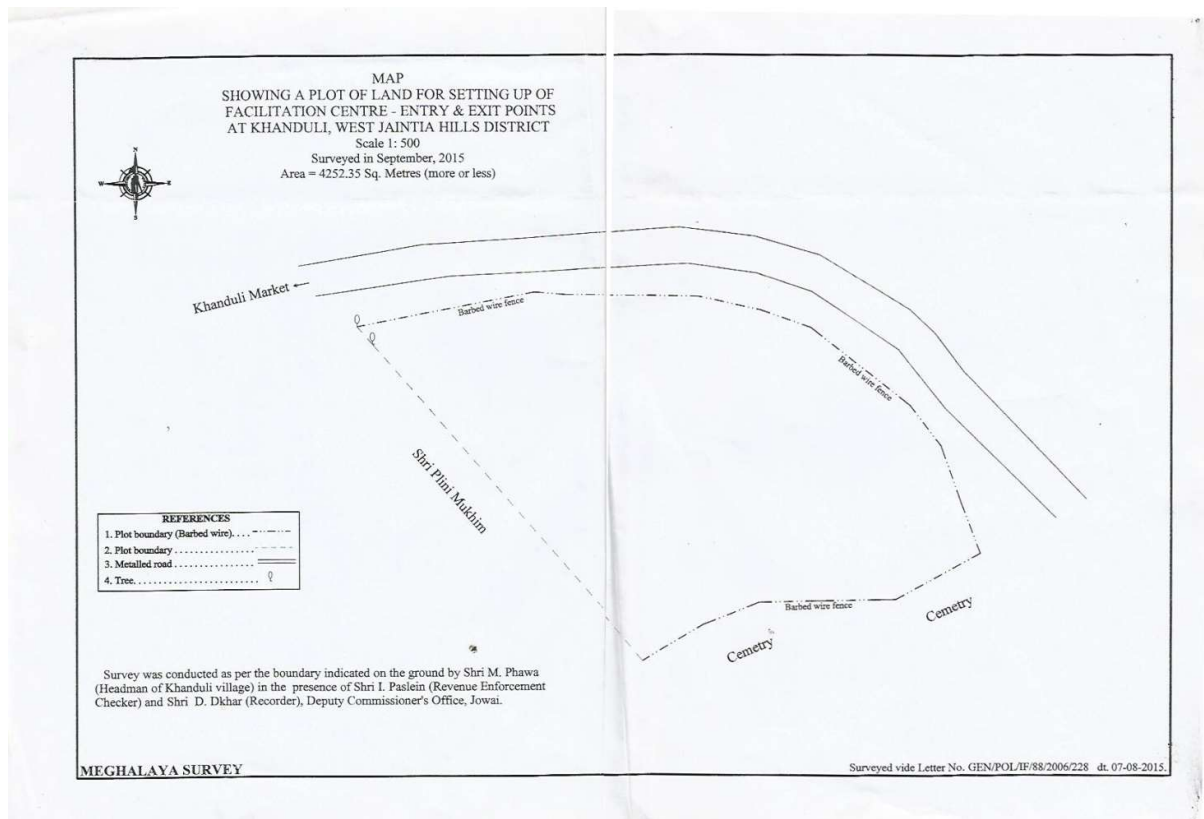 MAP
SHOWING A PLOT OF LAND FOR SETTING UP OF
FACILITATION CENTRE - ENTRY & EXIT POINTS
AT KHANDULI, WEST JAINTIA HILLS DISTRICT
Scale 1: 500
Surveyed in September, 2015
Area = 4252.35 Sq. Metres (more or less)
N
W
E
S
Khanduli Market
Barbed wire fence
Barbed wire fence
Shri Plini Mukhim
REFERENCES
1. Plot boundary (Barbed wire)....
2. Plot boundary ................
3. Metalled road ................
4. Tree.........................
Barbed wire fence
Cemetry
Cemetry
Survey was conducted as per the boundary indicated on the ground by Shri M. Phawa
(Headman of Khanduli village) in the presence of Shri I. Paslein (Revenue Enforcement
Checker) and Shri D. Dkhar (Recorder), Deputy Commissioner's Office, Jowai.
MEGHALAYA SURVEY
Surveyed vide Letter No. GEN/POL/IF/88/2006/228 dt. 07-08-2015.